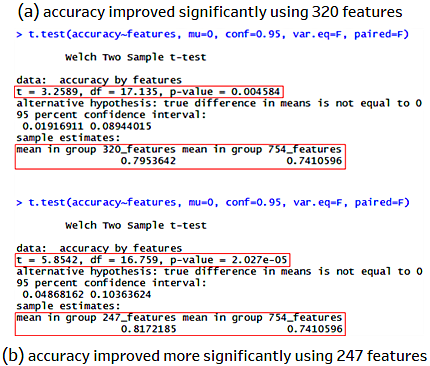 (a) accuracy improved significantly using 320 features
> t.test(accuracy~features, mu=0, conf=0.95, var.eq=F, paired=F)
Welch Two Sample t-test
data: accuracy by features
t = 3.2589, df = 17.135, p-value = 0.004584
alternative hypothesis: true difference in means is not equal to 0
95 percent confidence interval:
0.01916911 0.08944015
sample estimates:
mean in group 320_features mean in group 754_features
0.7953642 0.7410596
> t.test(accuracy~features, mu=0, conf=0.95, var.eq=F, paired=F)
Welch Two Sample t-test
data: accuracy by features
t = 5.8542, df = 16.759, p-value = 2.027e-05
alternative hypothesis: true difference in means is not equal to 0
95 percent confidence interval:
0.04868162 0.10363624
sample estimates:
mean in group 247_features mean in group 754_features
0.8172185 0.7410596
(b) accuracy improved more significantly using 247 features